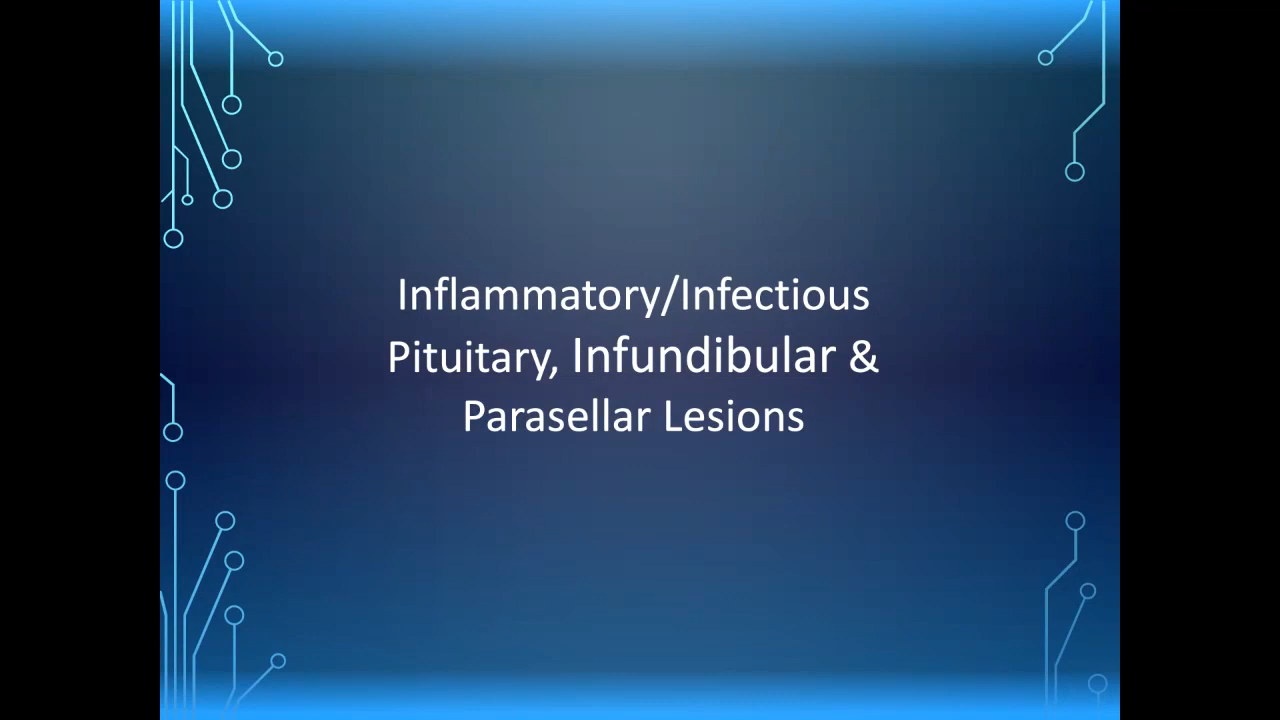 Inflammatory/Infectious
Pituitary, Infundibular &
Parasellar Lesions